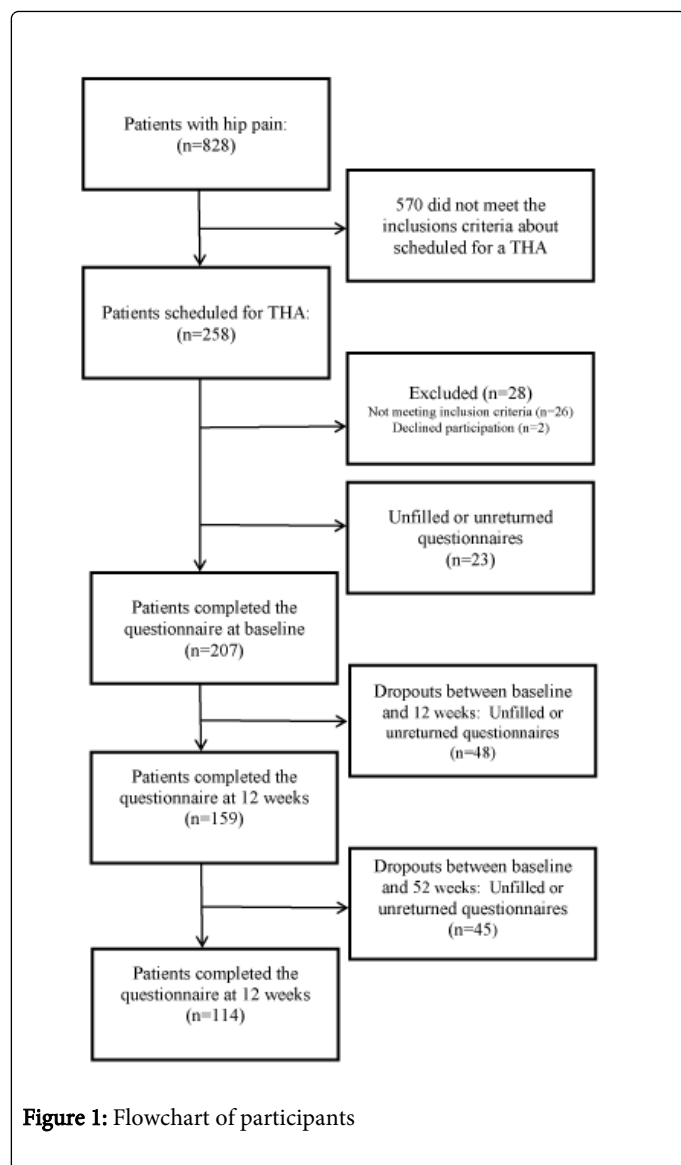 Patients with hip pain:
(n=828)
570 did not meet the
inclusions criteria about
scheduled for a THA
Patients scheduled for THA:
(n=258)
Excluded (n=28)
Not meeting inclusion criteria (n=26)
Declined participation (n=2)
Unfilled or unreturned
questionnaires
(n=23)
Patients completed the
questionnaire at baseline
(n=207)
Dropouts between baseline
and 12 weeks: Unfilled or
unreturned questionnaires
(n=48)
Patients completed the
questionnaire at 12 weeks
(n=159)
Dropouts between baseline
and 52 weeks: Unfilled or
unreturned questionnaires
(n=45)
Patients completed the
questionnaire at 12 weeks
(n=114)
Figure 1: Flowchart of participants